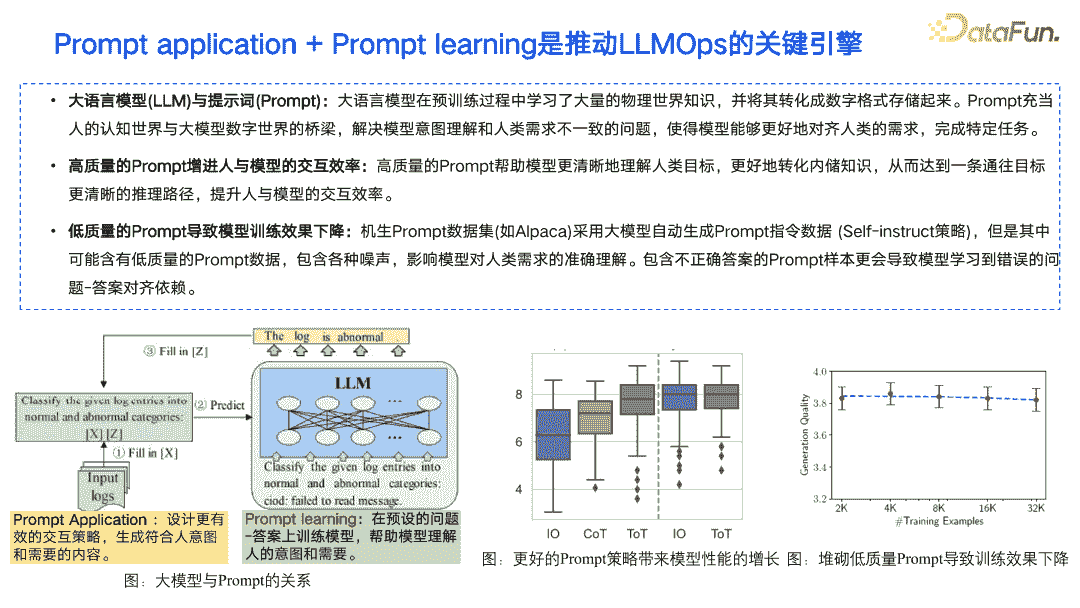 Prompt application + Prompt learning是推动LLMOps的关键引擎
DataFun.
• 大语言模型(LLM)与提示词(Prompt)：大语言模型在预训练过程中学习了大量的物理世界知识，并将其转化成数字格式存储起来。Prompt充当
人的认知世界与大模型数字世界的桥梁，解决模型意图理解和人类需求不一致的问题，使得模型能够更好地对齐人类的需求，完成特定任务。
• 高质量的Prompt增进人与模型的交互效率：高质量的Prompt帮助模型更清晰地理解人类目标，更好地转化内储知识，从而达到一条通往目标
更清晰的推理路径，提升人与模型的交互效率。
• 低质量的Prompt导致模型训练效果下降：机生Prompt数据集(如Alpaca)采用大模型自动生成Prompt指令数据 (Self-instruct策略)，但是其中
可能含有低质量的Prompt数据，包含各种噪声，影响模型对人类需求的准确理解。包含不正确答案的Prompt样本更会导致模型学习到错误的问
题-答案对齐依赖。
The log is abnormal
③ Fill in [Z]
LLM
Classify the given log entries into
normal and abnormal categories:
[X] [Z]
② Predict
① Fill in [X]
Input
logs
Classify the given log entries into
normal and abnormal categories:
ciod: failed to read message.
Prompt Application ：设计更有
效的交互策略，生成符合人意图
和需要的内容。
Prompt learning：在预设的问题
-答案上训练模型，帮助模型理解
人的意图和需要。
图：大模型与Prompt的关系
8
6
4
IO CoT ToT IO ToT
图：更好的Prompt策略带来模型性能的增长
Generation Quality
4.0
3.8
3.6
3.4
3.2
2K 4K 8K 16K 32K
#Training Examples
图：堆砌低质量Prompt导致训练效果下降